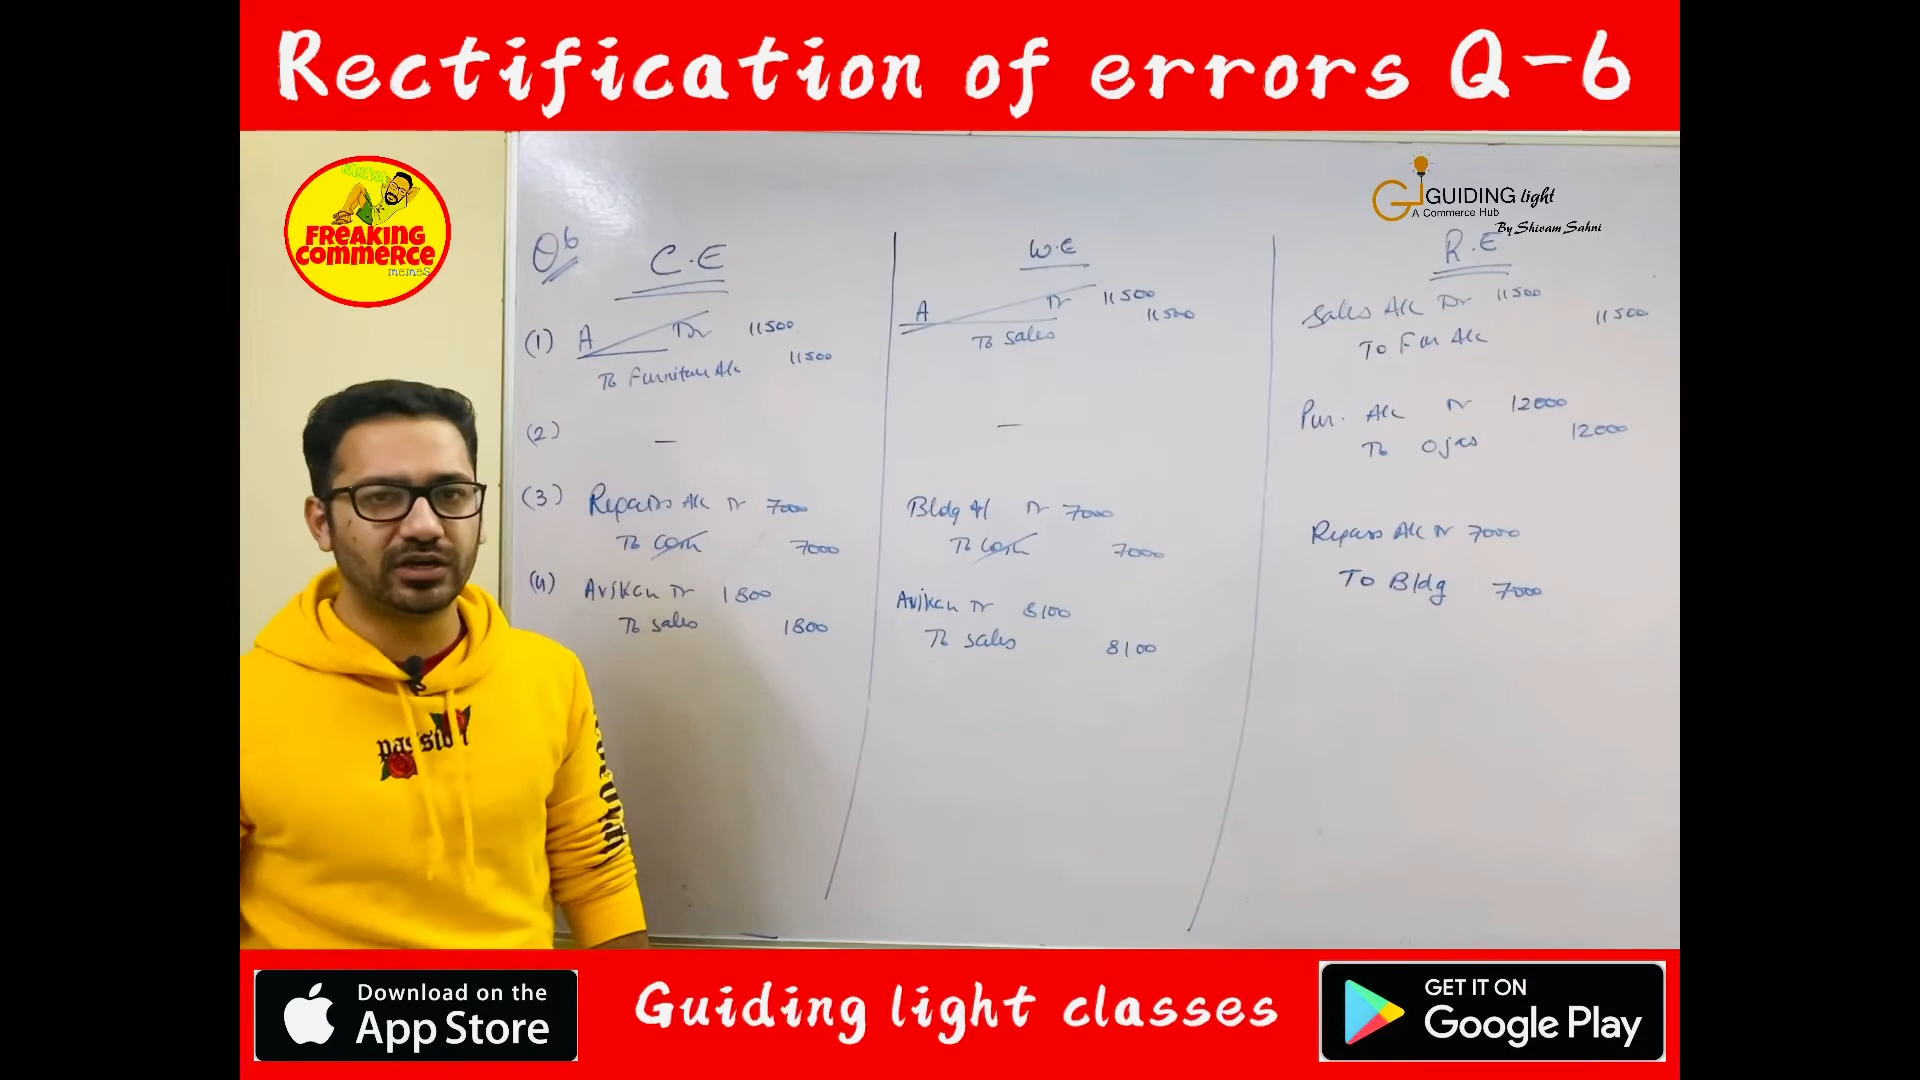 Rectification of errors Q-6
HAHAHA
FREAKING
COMMERCE
memes
GUIDING light
A Commerce Hub
By Shivam Sahni
Q6
C.E
W.E
R.E
(1) A Dr 11500
To Furniture A/c 11500
A Dr 11500
To Sales 11500
Sales A/c Dr 11500
To Fur A/c 11500
(2) —
—
Pur. A/c Dr 12000
To Ojas 12000
(3) Repairs A/c Dr 7000
To Cash 7000
Bldg A/c Dr 7000
To Cash 7000
Repairs A/c Dr 7000
To Bldg 7000
(4) Avikan Dr 1800
To Sales 1800
Avikan Dr 8100
To Sales 8100
Download on the
App Store
Guiding light classes
GET IT ON
Google Play